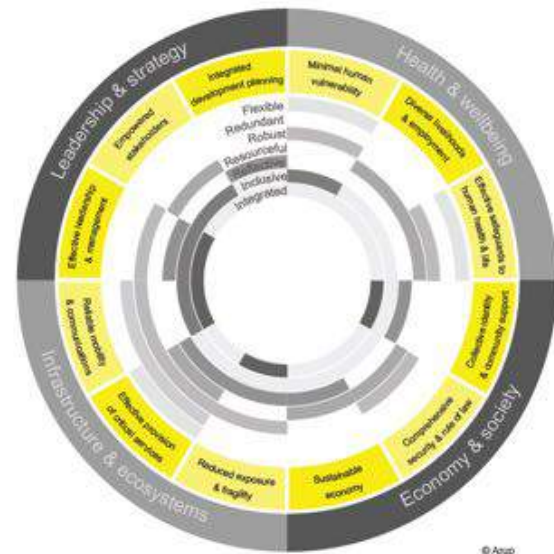 Leadership & strategy
Health & wellbeing
Economy & society
Infrastructure & ecosystems
Minimal human
vulnerability
Diverse livelihoods
& employment
Effective safeguards to
human health & life
Collective identity
& community support
Comprehensive
security & role of law
Sustainable
economy
Reduced exposure
& fragility
Effective provision
of critical services
Reliable mobility
& communications
Effective leadership
& management
Empowered
stakeholders
Integrated
development planning
Flexible
Redundant
Robust
Resourceful
Reflective
Inclusive
Integrated
© Arup